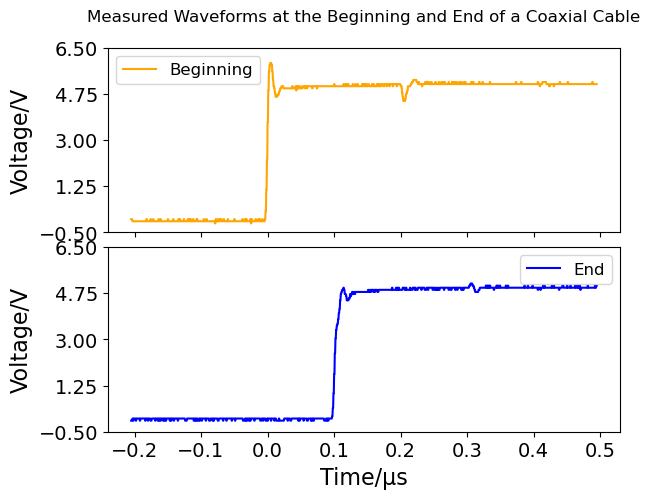 Measured Waveforms at the Beginning and End of a Coaxial Cable
6.50
4.75
3.00
1.25
−0.50
Voltage/V
Beginning
6.50
4.75
3.00
1.25
−0.50
Voltage/V
End
−0.2 −0.1 0.0 0.1 0.2 0.3 0.4 0.5
Time/μs